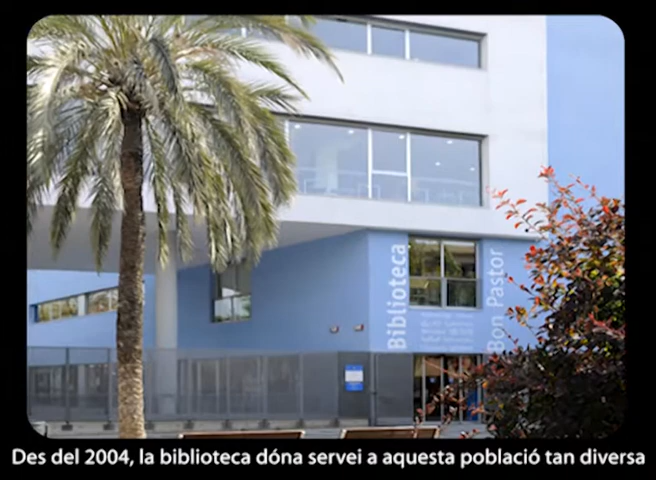 Biblioteca
Bon Pastor
Des del 2004, la biblioteca dóna servei a aquesta població tan diversa